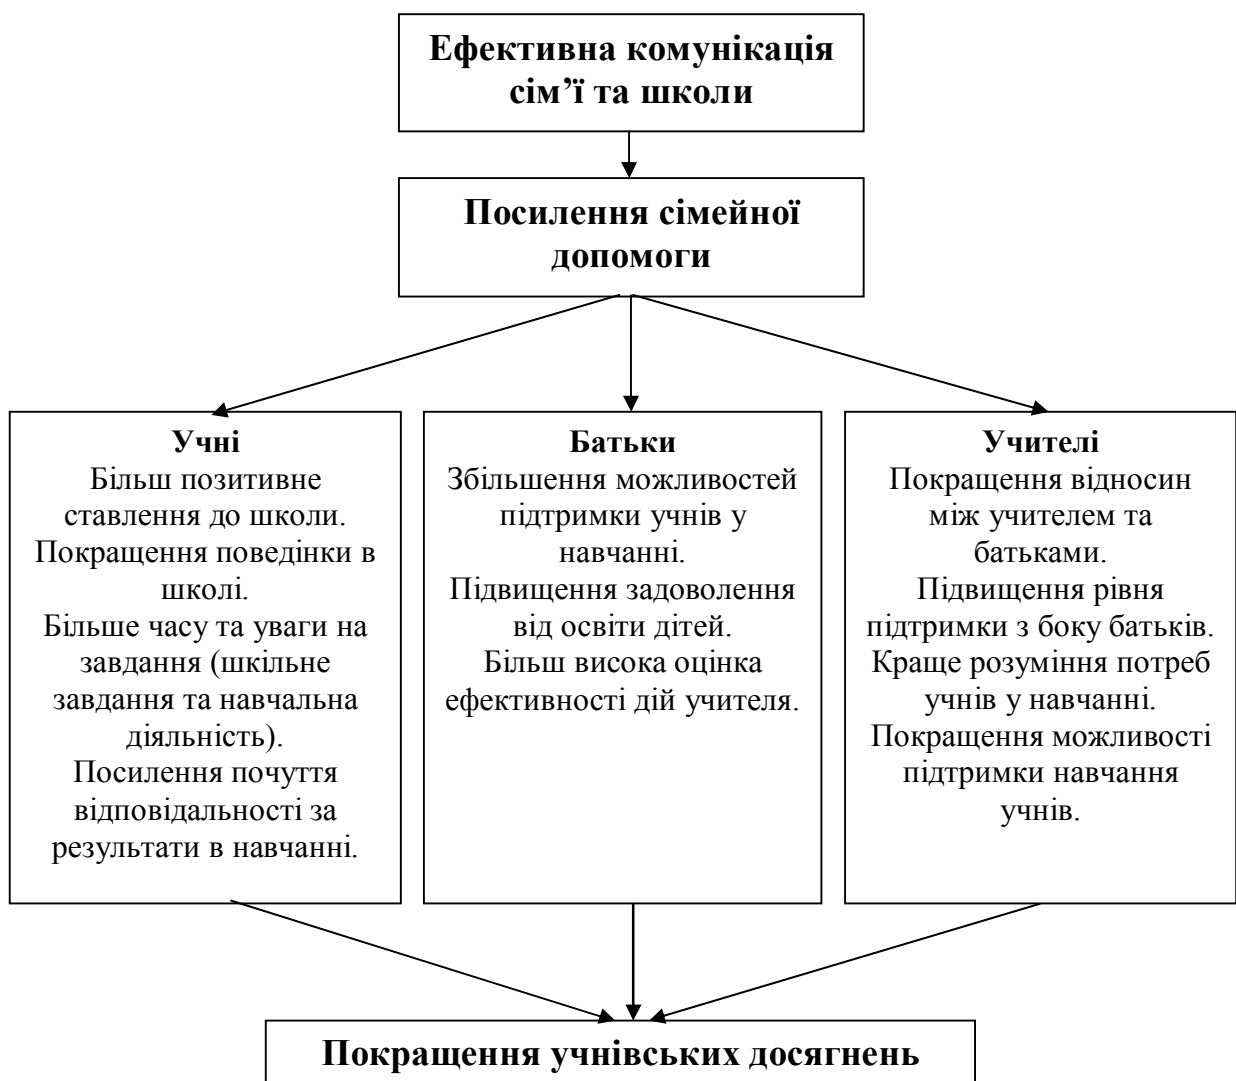 Ефективна комунікація
сім’ї та школи
Посилення сімейної
допомоги
Учні
Більш позитивне
ставлення до школи.
Покращення поведінки в
школі.
Більше часу та уваги на
завдання (шкільне
завдання та навчальна
діяльність).
Посилення почуття
відповідальності за
результати в навчанні.
Батьки
Збільшення можливостей
підтримки учнів у
навчанні.
Підвищення задоволення
від освіти дітей.
Більш висока оцінка
ефективності дій учителя.
Учителі
Покращення відносин
між учителем та
батьками.
Підвищення рівня
підтримки з боку батьків.
Краще розуміння потреб
учнів у навчанні.
Покращення можливості
підтримки навчання
учнів.
Покращення учнівських досягнень